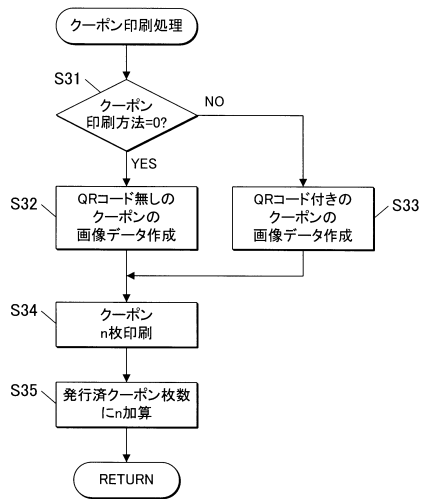 クーポン印刷処理
S31
クーポン
印刷方法=0?
NO
YES
S32
QRコード無しの
クーポンの
画像データ作成
QRコード付きの
クーポンの
画像データ作成
S33
S34
クーポン
n枚印刷
S35
発行済クーポン枚数
にn加算
RETURN